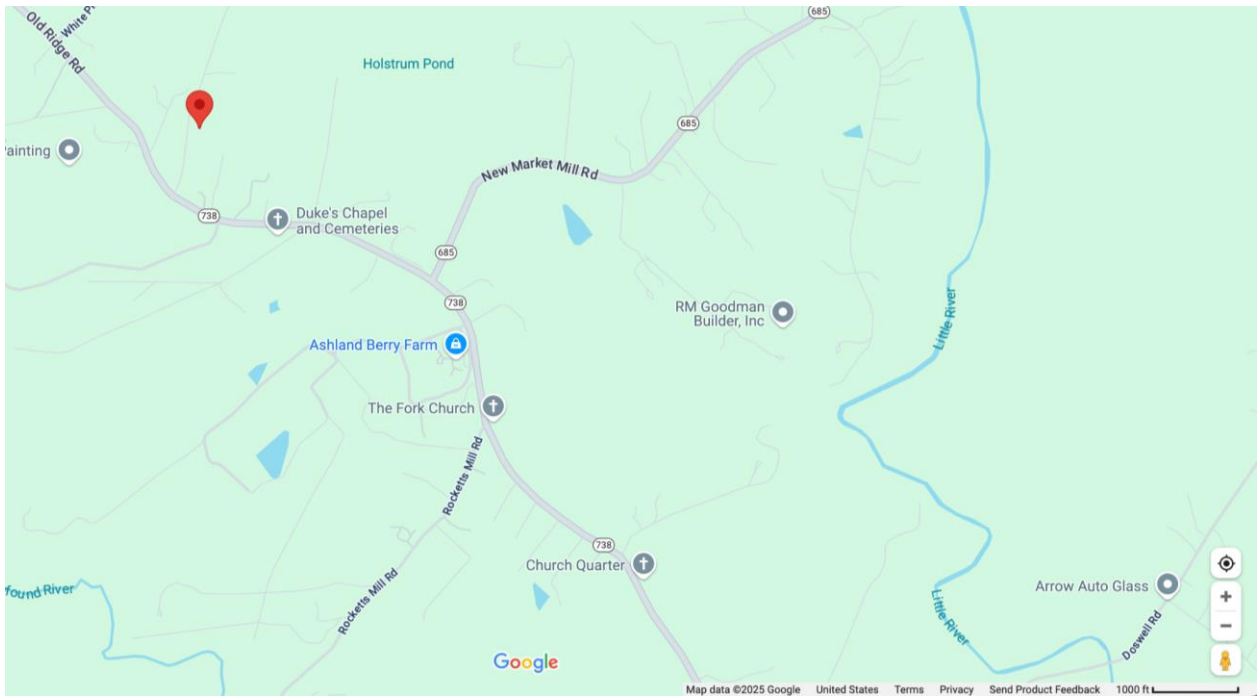 Old Ridge Rd
685
Holstrum Pond
ainting
685
New Market Mill Rd
738
Duke's Chapel
and Cemeteries
685
738
RM Goodman
Builder, Inc
Little River
Ashland Berry Farm
The Fork Church
Rocketts Mill Rd
738
Church Quarter
found River
Rocketts Mill Rd
Arrow Auto Glass
Little River
Doswell Rd
Google
Map data ©2025 Google United States Terms Privacy Send Product Feedback 1000 ft